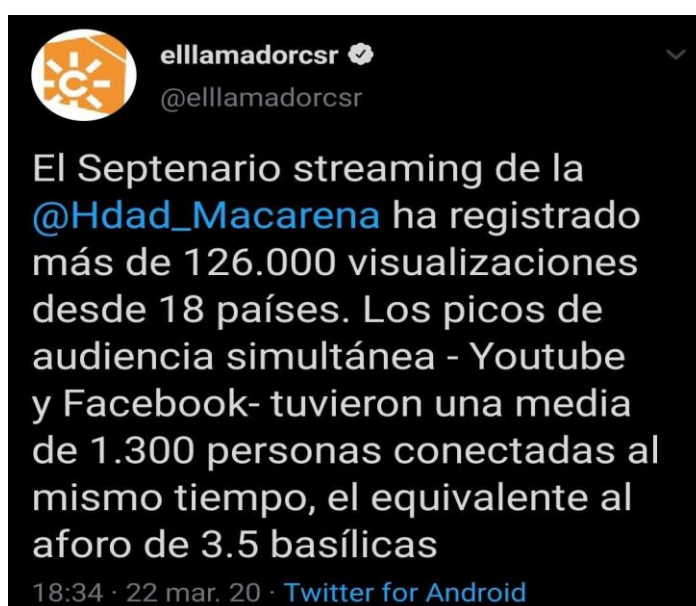 elllamadorcsr
@elllamadorcsr
El Septenario streaming de la
@Hdad_Macarena ha registrado
más de 126.000 visualizaciones
desde 18 países. Los picos de
audiencia simultánea - Youtube
y Facebook- tuvieron una media
de 1.300 personas conectadas al
mismo tiempo, el equivalente al
aforo de 3.5 basílicas
18:34 · 22 mar. 20 · Twitter for Android